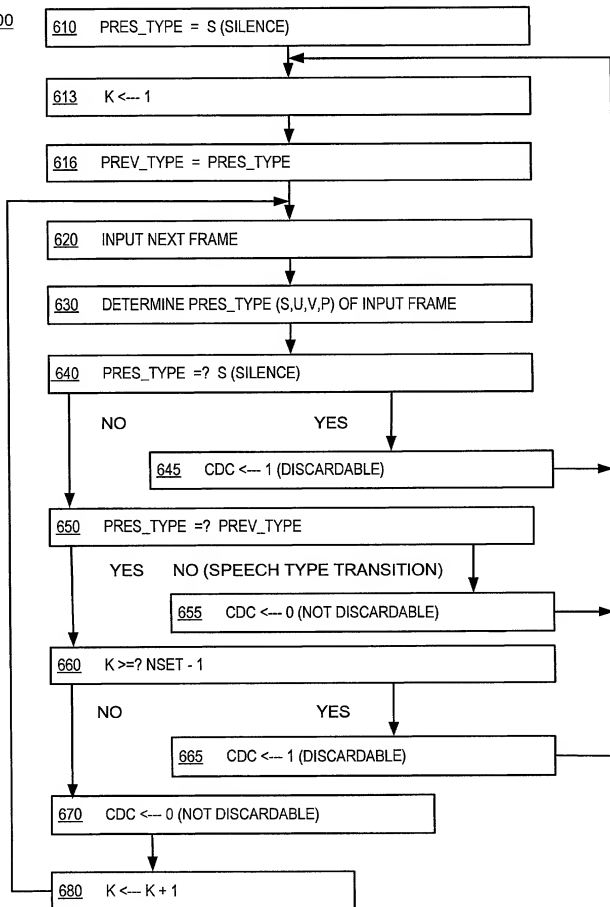 00
610 PRES_TYPE = S (SILENCE)
613 K <--- 1
616 PREV_TYPE = PRES_TYPE
620 INPUT NEXT FRAME
630 DETERMINE PRES_TYPE (S,U,V,P) OF INPUT FRAME
640 PRES_TYPE =? S (SILENCE)
NO YES
645 CDC <--- 1 (DISCARDABLE)
650 PRES_TYPE =? PREV_TYPE
YES NO (SPEECH TYPE TRANSITION)
655 CDC <--- 0 (NOT DISCARDABLE)
660 K >=? NSET - 1
NO YES
665 CDC <--- 1 (DISCARDABLE)
670 CDC <--- 0 (NOT DISCARDABLE)
680 K <--- K + 1